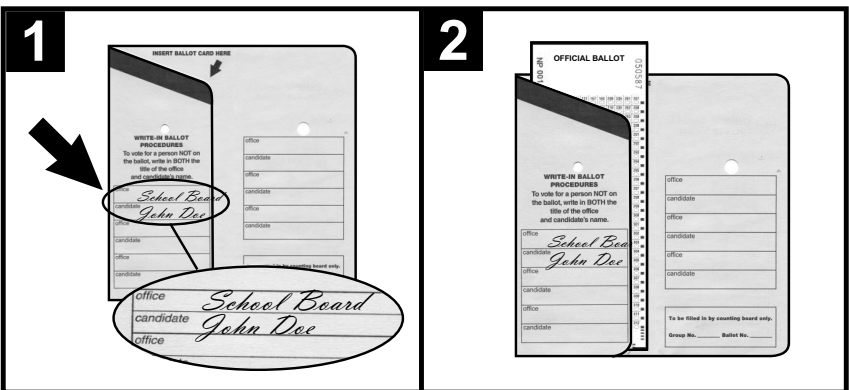 1
INSERT BALLOT CARD HERE
WRITE-IN BALLOT
PROCEDURES
To vote for a person NOT on
the ballot, write in BOTH the
title of the office
and candidate's name.
office
School Board
candidate
John Doe
office
candidate
office
candidate
office
candidate
office
candidate
office
candidate
office
School Board
candidate
John Doe
office
2
OFFICIAL BALLOT
NP 001
050587
WRITE-IN BALLOT
PROCEDURES
To vote for a person NOT on
the ballot, write in BOTH the
title of the office
and candidate's name.
office
School Boa
candidate
John Doe
office
candidate
office
candidate
office
candidate
office
candidate
office
candidate
To be filled in by counting board only.
Group No. ______ Ballot No. ______